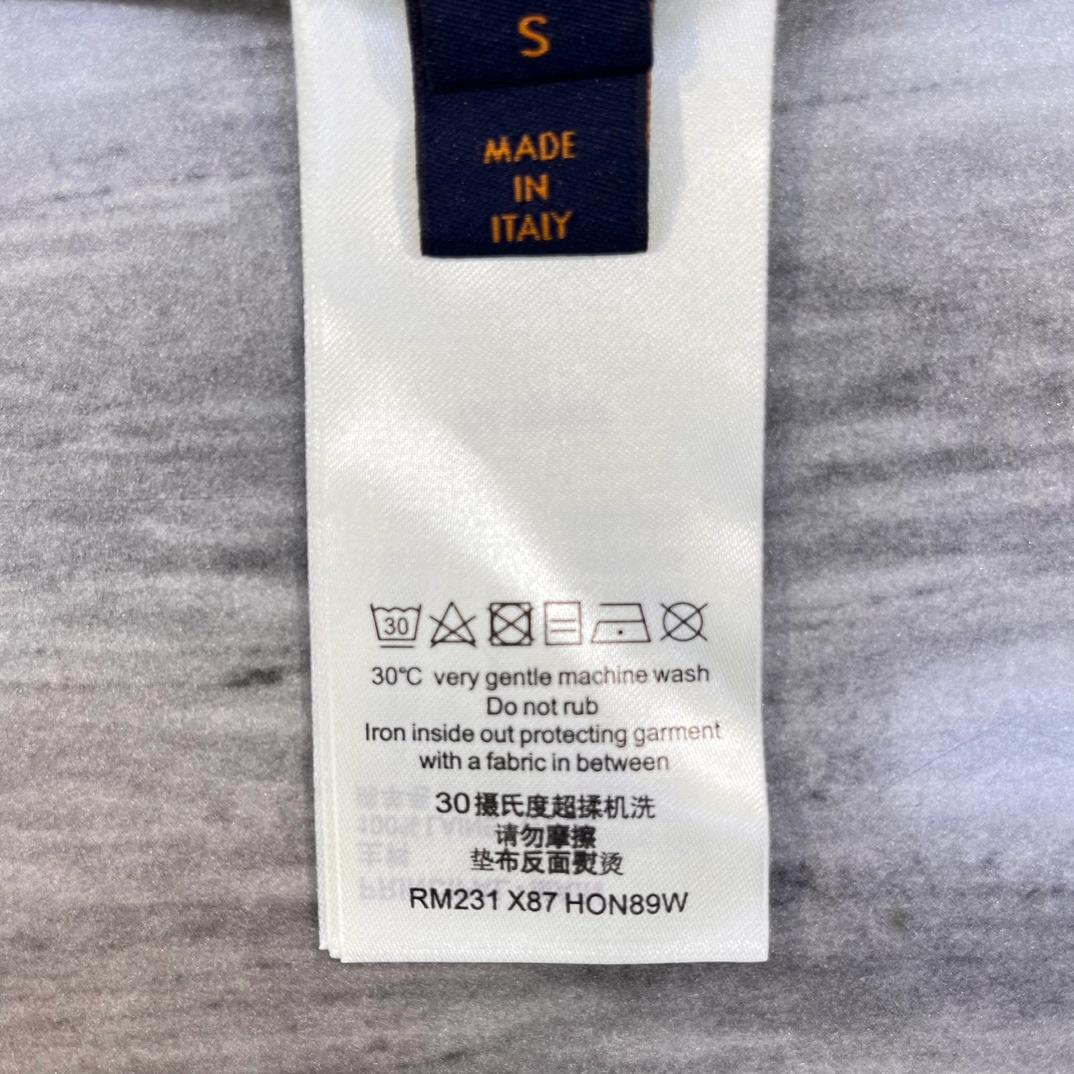 S
MADE
IN
ITALY
30
30℃ very gentle machine wash
Do not rub
Iron inside out protecting garment
with a fabric in between
30摄氏度超揉机洗
请勿摩擦
垫布反面熨烫
RM231 X87 HON89W